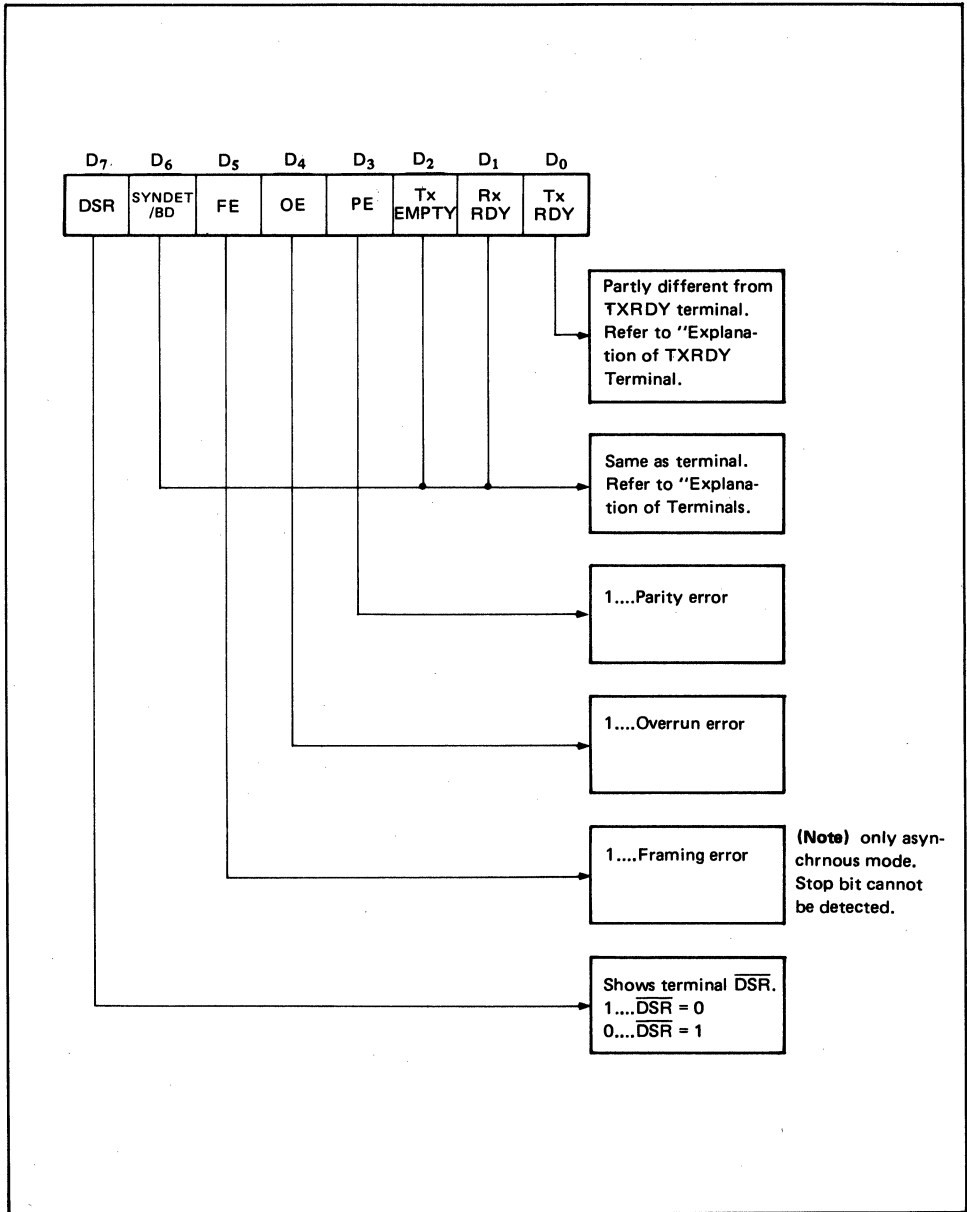 D7 D6 D5 D4 D3 D2 D1 D0
DSR SYNDET/BD FE OE PE Tx EMPTY Rx RDY Tx RDY
Partly different from
TXRDY terminal.
Refer to "Explana-
tion of TXRDY
Terminal.
Same as terminal.
Refer to "Explana-
tion of Terminals.
1....Parity error
1....Overrun error
1....Framing error
(Note) only asyn-
chrnous mode.
Stop bit cannot
be detected.
Shows terminal D̅S̅R̅.
1....D̅S̅R̅ = 0
0....D̅S̅R̅ = 1